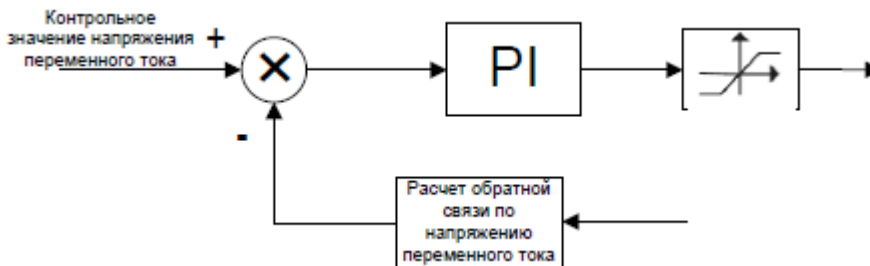 Контрольное
значение напряжения
переменного тока
+
-
PI
Расчет обратной
связи по
напряжению
переменного тока